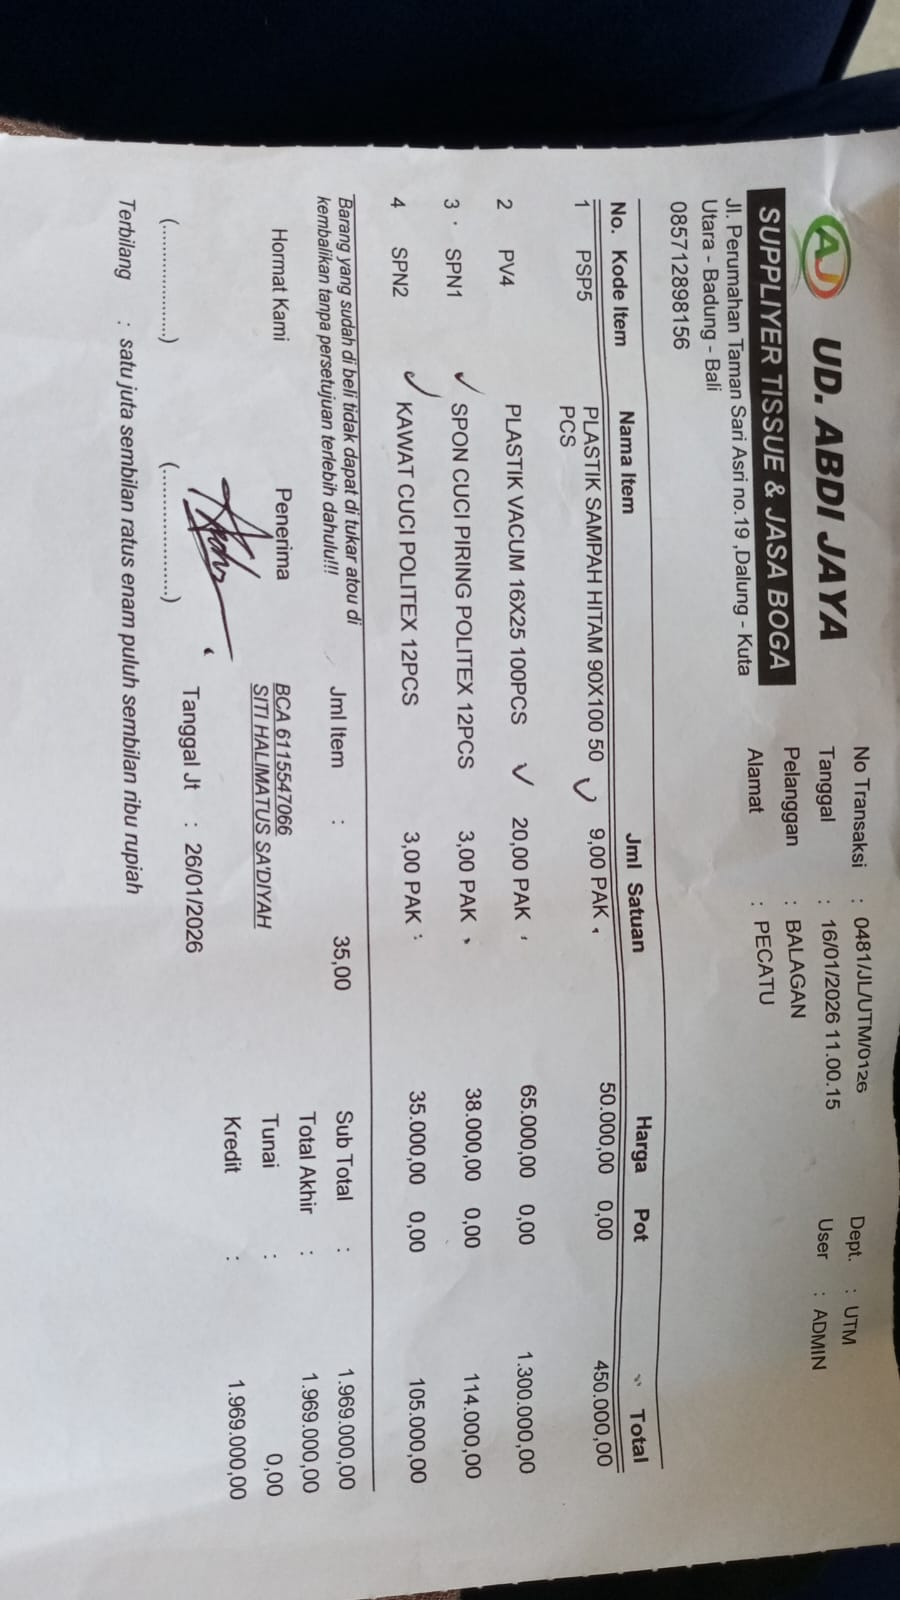 AJ UD. ABDI JAYA
SUPPLIYER TISSUE & JASA BOGA
Jl. Perumahan Taman Sari Asri no.19 ,Dalung - Kuta
Utara - Badung - Bali
085712898156
No Transaksi : 0481/JL/UTM/0126
Tanggal : 16/01/2026 11.00.15
Pelanggan : BALAGAN
Alamat : PECATU
Dept. : UTM
User : ADMIN
No. Kode Item Nama Item Jml Satuan Harga Pot Total
1 PSP5 PLASTIK SAMPAH HITAM 90X100 50 9,00 PAK 50.000,00 0,00 450.000,00
PCS
2 PV4 PLASTIK VACUM 16X25 100PCS 20,00 PAK 65.000,00 0,00 1.300.000,00
3 SPN1 SPON CUCI PIRING POLITEX 12PCS 3,00 PAK 38.000,00 0,00 114.000,00
4 SPN2 KAWAT CUCI POLITEX 12PCS 3,00 PAK 35.000,00 0,00 105.000,00
Barang yang sudah di beli tidak dapat di tukar atou di
kembalikan tanpa persetujuan terlebih dahulu!!!
Jml Item : 35,00
Sub Total : 1.969.000,00
Total Akhir : 1.969.000,00
Tunai : 0,00
Kredit : 1.969.000,00
Hormat Kami Penerima
BCA 6115547066
SITI HALIMATUS SA'DIYAH
(................) (................)
Tanggal Jt : 26/01/2026
Terbilang : satu juta sembilan ratus enam puluh sembilan ribu rupiah